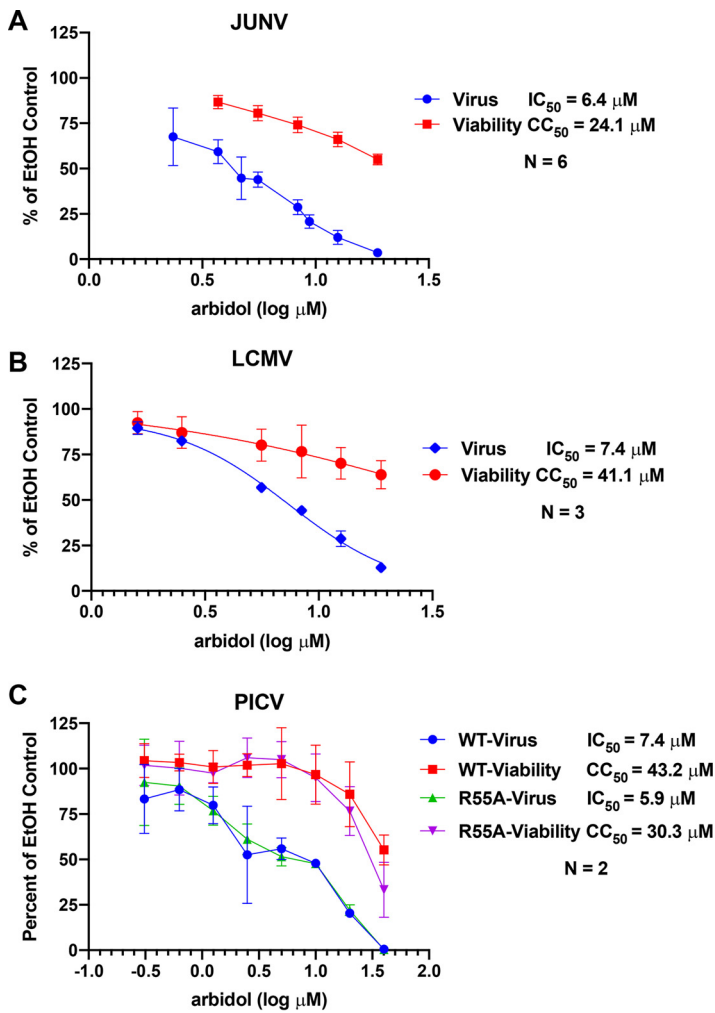 A
JUNV
% of EtOH Control
125
100
75
50
25
0
0.0 0.5 1.0 1.5
arbidol (log μM)
Virus IC50 = 6.4 μM
Viability CC50 = 24.1 μM
N = 6
B
LCMV
% of EtOH Control
125
100
75
50
25
0
0.0 0.5 1.0 1.5
arbidol (log μM)
Virus IC50 = 7.4 μM
Viability CC50 = 41.1 μM
N = 3
C
PICV
Percent of EtOH Control
125
100
75
50
25
0
-1.0 -0.5 0.0 0.5 1.0 1.5 2.0
arbidol (log μM)
WT-Virus IC50 = 7.4 μM
WT-Viability CC50 = 43.2 μM
R55A-Virus IC50 = 5.9 μM
R55A-Viability CC50 = 30.3 μM
N = 2